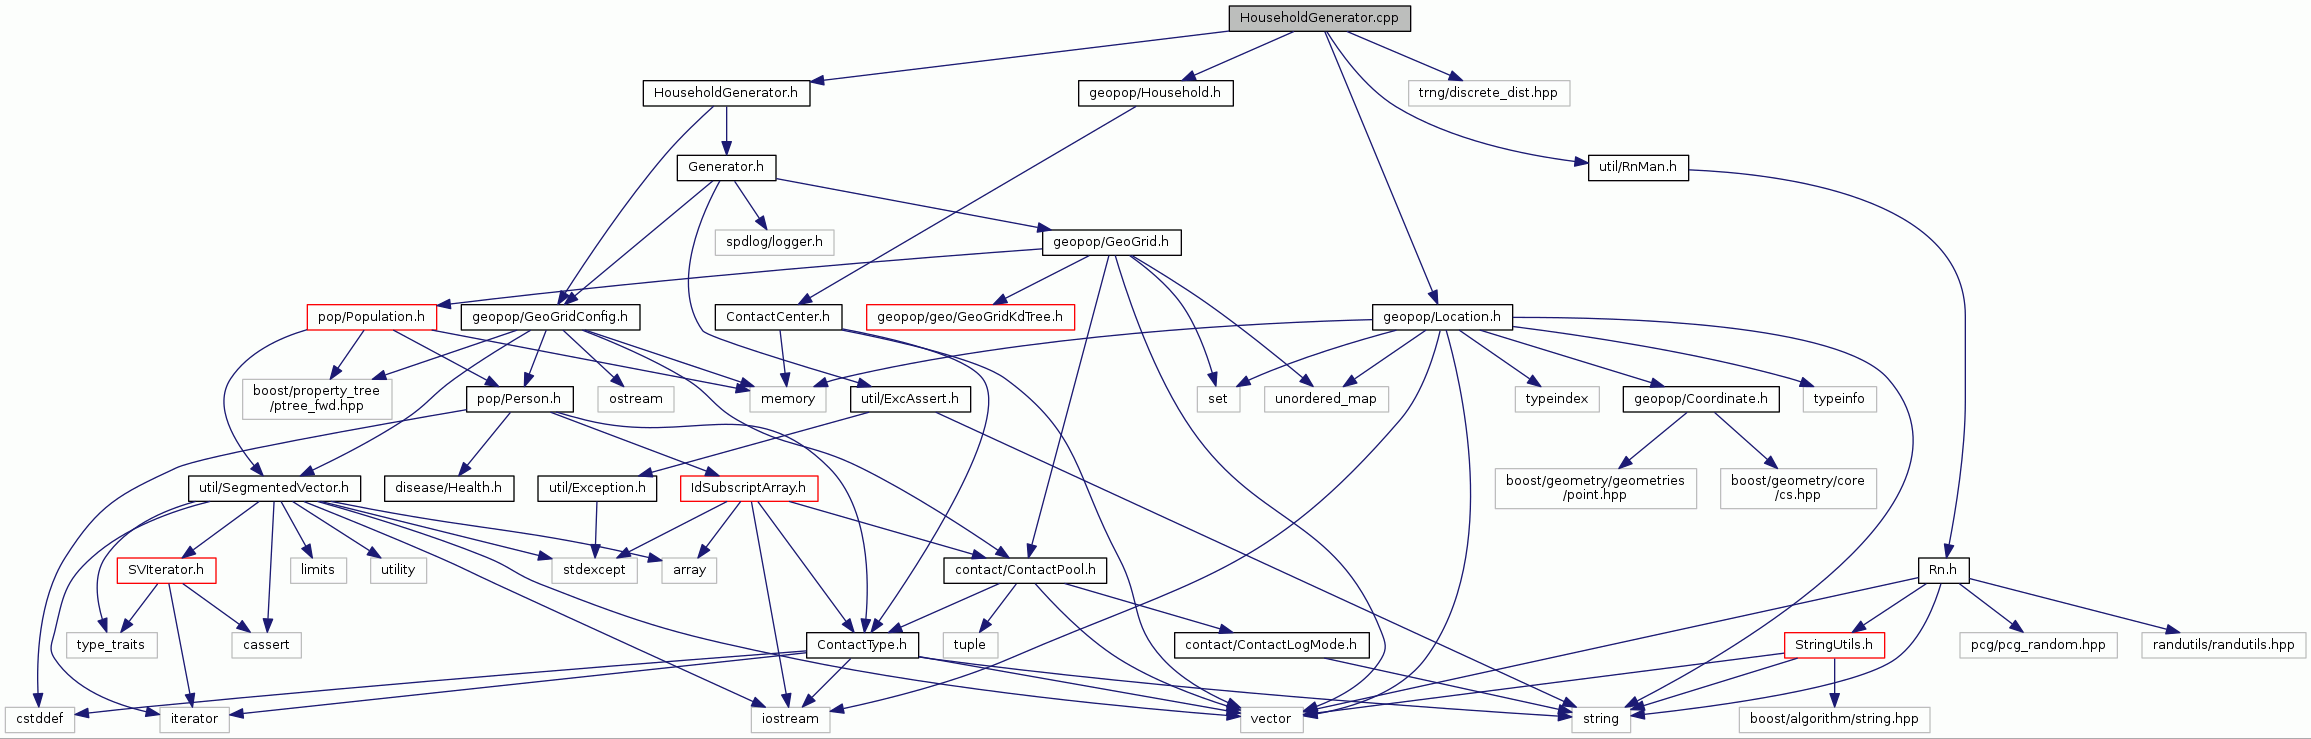 HouseholdGenerator.cpp
HouseholdGenerator.h
geopop/Household.h
trng/discrete_dist.hpp
Generator.h
util/RnMan.h
spdlog/logger.h
geopop/GeoGrid.h
pop/Population.h
geopop/GeoGridConfig.h
ContactCenter.h
geopop/geo/GeoGridKdTree.h
geopop/Location.h
boost/property_tree
/ptree_fwd.hpp
pop/Person.h
ostream
memory
util/ExcAssert.h
set
unordered_map
typeindex
geopop/Coordinate.h
typeinfo
util/SegmentedVector.h
disease/Health.h
util/Exception.h
IdSubscriptArray.h
boost/geometry/geometries
/point.hpp
boost/geometry/core
/cs.hpp
SVIterator.h
limits
utility
stdexcept
array
contact/ContactPool.h
Rn.h
type_traits
cassert
ContactType.h
tuple
contact/ContactLogMode.h
StringUtils.h
pcg/pcg_random.hpp
randutils/randutils.hpp
cstddef
iterator
iostream
vector
string
boost/algorithm/string.hpp